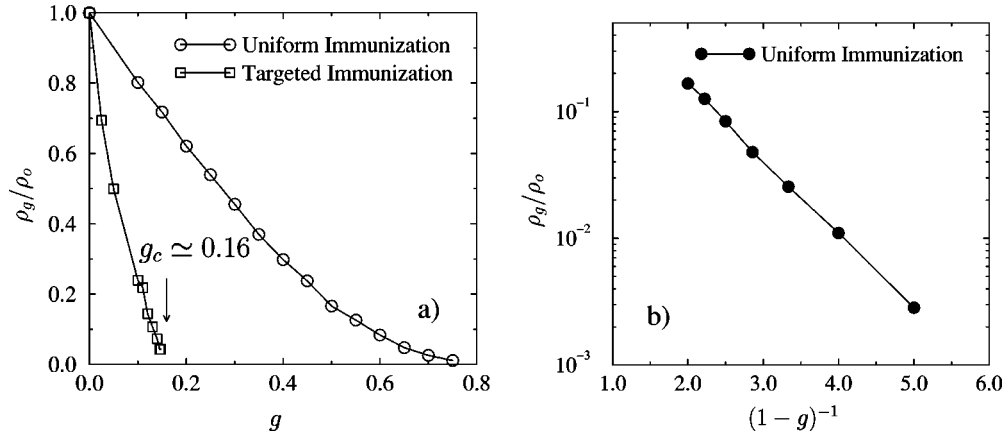 1.0
0.8
0.6
0.4
0.2
0.0
ρg/ρo
Uniform Immunization
Targeted Immunization
gc ≃ 0.16
a)
0.0 0.2 0.4 0.6 0.8
g
10^0
10^-1
10^-2
10^-3
ρg/ρo
Uniform Immunization
b)
1.0 2.0 3.0 4.0 5.0 6.0
(1 − g)^-1